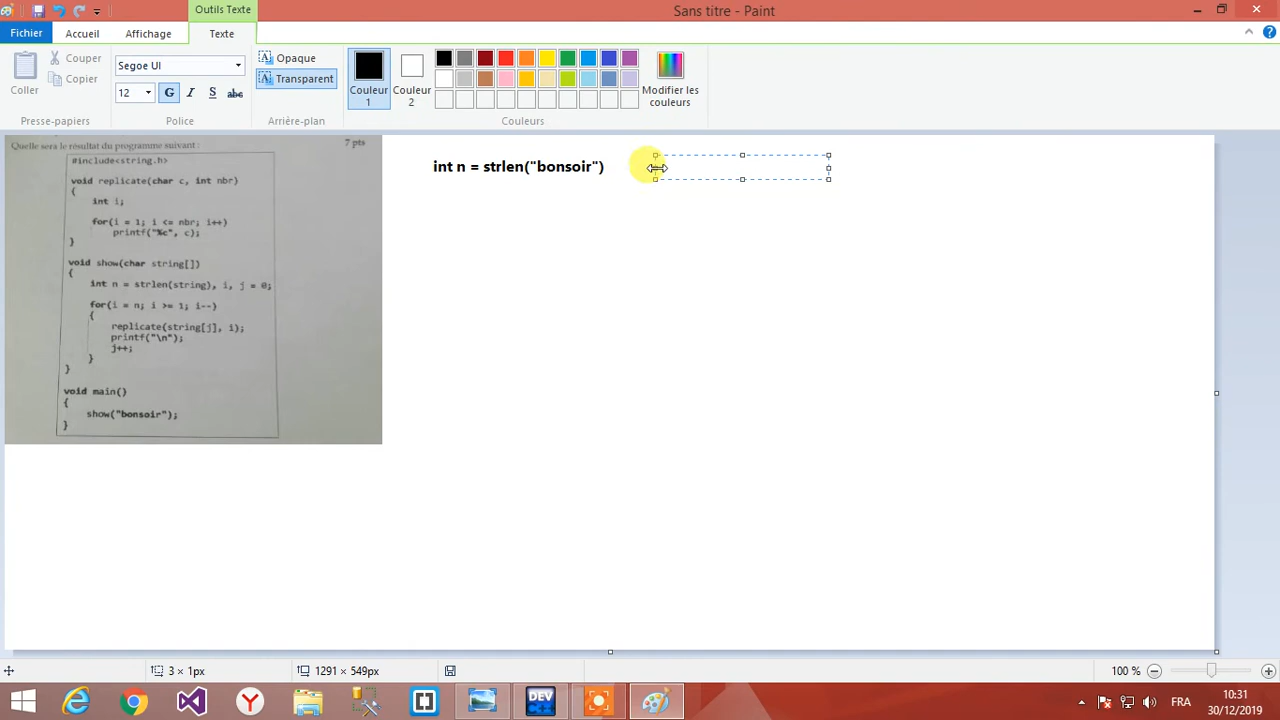 Outils Texte
Sans titre - Paint
Fichier
Accueil
Affichage
Texte
Coller
Couper
Copier
Presse-papiers
Segoe UI
12
G I S abc
Police
Opaque
Transparent
Arrière-plan
Couleur 1
Couleur 2
Modifier les couleurs
Couleurs
Quelle sera le résultat du programme suivant : 7 pts
#include<string.h>
void replicate(char c, int nbr)
{
int i;
for(i = 1; i <= nbr; i++)
printf("%c", c);
}
void show(char string[])
{
int n = strlen(string), i, j = 0;
for(i = n; i >= 1; i--)
{
replicate(string[j], i);
printf("\n");
j++;
}
}
void main()
{
show("bonsoir");
}
int n = strlen("bonsoir")
3 × 1px
1291 × 549px
100 %
DEV C++
FRA
10:31
30/12/2019